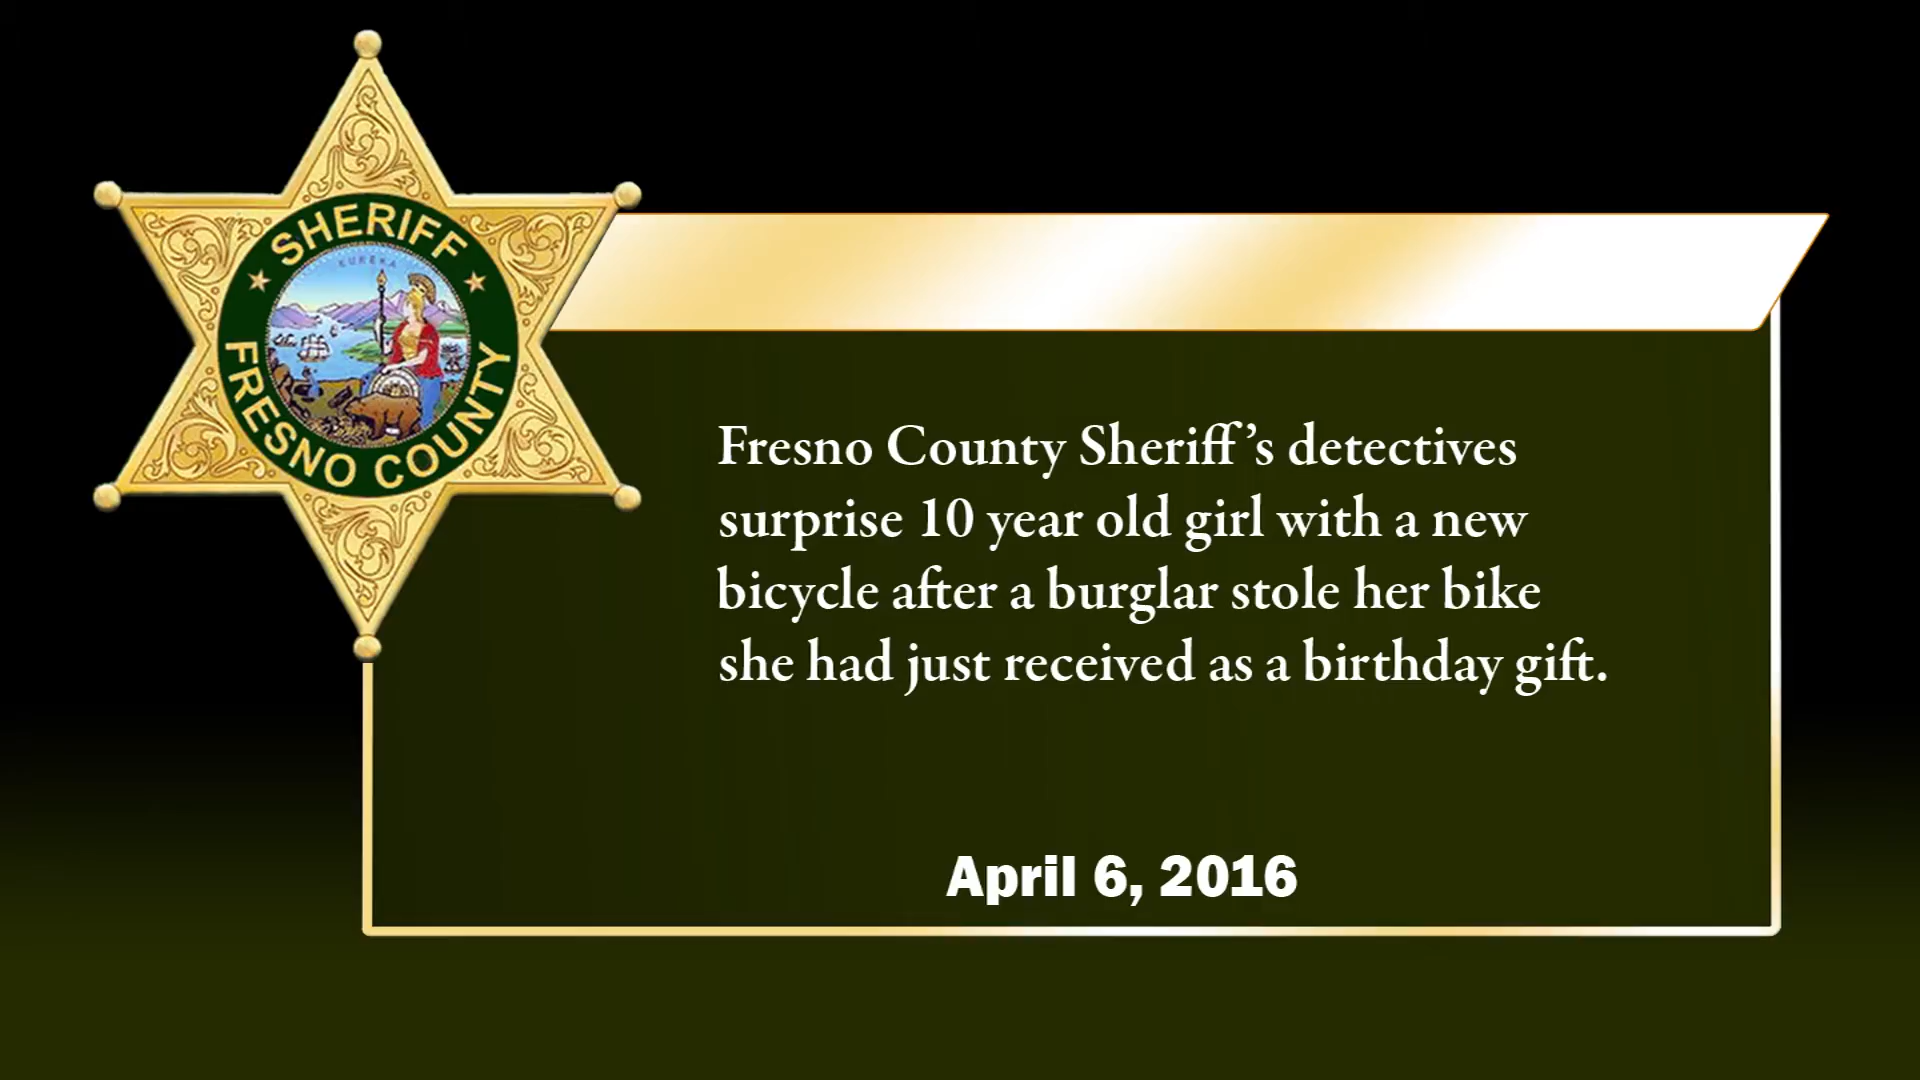 SHERIFF
EUREKA
FRESNO COUNTY
Fresno County Sheriff's detectives
surprise 10 year old girl with a new
bicycle after a burglar stole her bike
she had just received as a birthday gift.
April 6, 2016